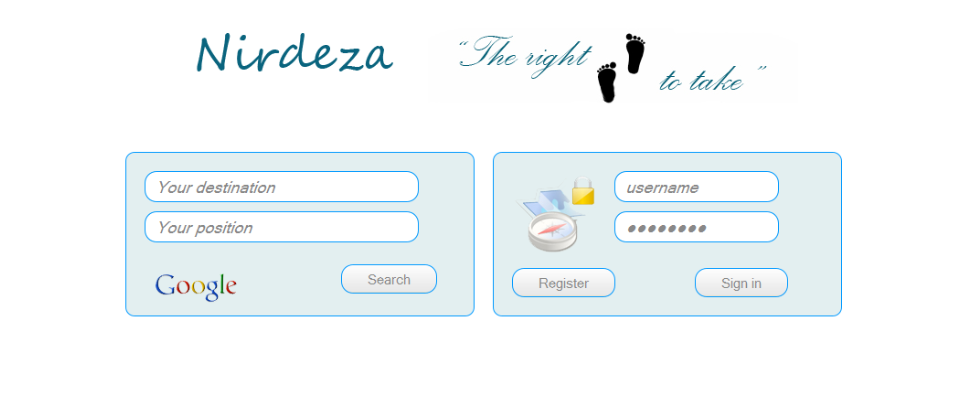 Nirdeza
"The right
to take"
Your destination
Your position
Google
Search
username
••••••••
Register
Sign in